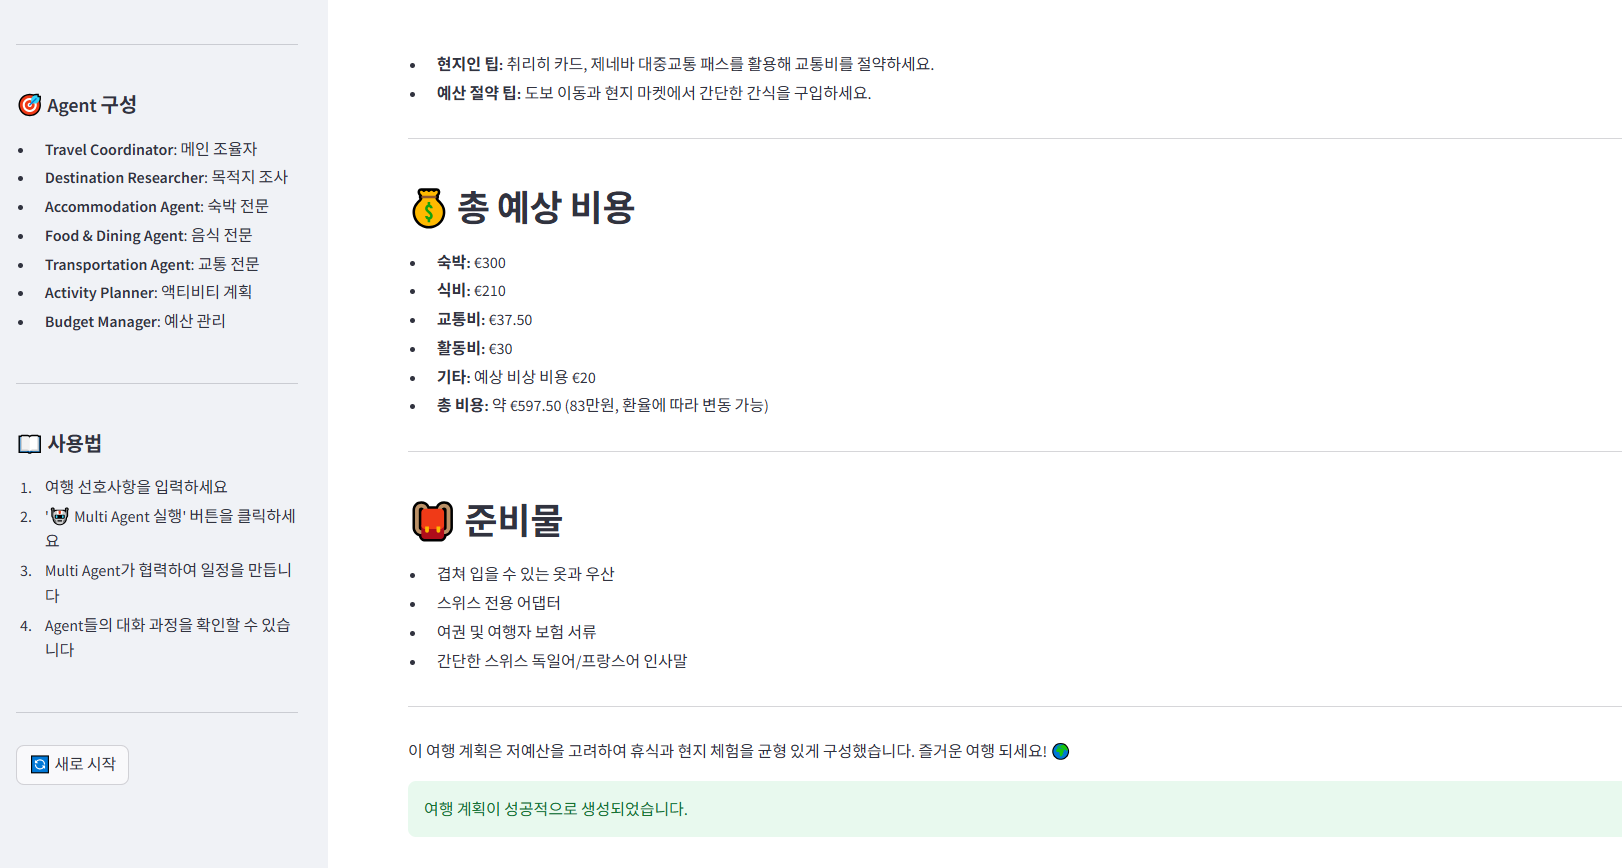 Agent 구성
Travel Coordinator: 메인 조율자
Destination Researcher: 목적지 조사
Accommodation Agent: 숙박 전문
Food & Dining Agent: 음식 전문
Transportation Agent: 교통 전문
Activity Planner: 액티비티 계획
Budget Manager: 예산 관리
사용법
1. 여행 선호사항을 입력하세요
2. '🤖 Multi Agent 실행' 버튼을 클릭하세
요
3. Multi Agent가 협력하여 일정을 만듭니
다
4. Agent들의 대화 과정을 확인할 수 있습
니다
새로 시작
현지인 팁: 취리히 카드, 제네바 대중교통 패스를 활용해 교통비를 절약하세요.
예산 절약 팁: 도보 이동과 현지 마켓에서 간단한 간식을 구입하세요.
총 예상 비용
숙박: €300
식비: €210
교통비: €37.50
활동비: €30
기타: 예상 비상 비용 €20
총 비용: 약 €597.50 (83만원, 환율에 따라 변동 가능)
준비물
겹쳐 입을 수 있는 옷과 우산
스위스 전용 어댑터
여권 및 여행자 보험 서류
간단한 스위스 독일어/프랑스어 인사말
이 여행 계획은 저예산을 고려하여 휴식과 현지 체험을 균형 있게 구성했습니다. 즐거운 여행 되세요!
여행 계획이 성공적으로 생성되었습니다.